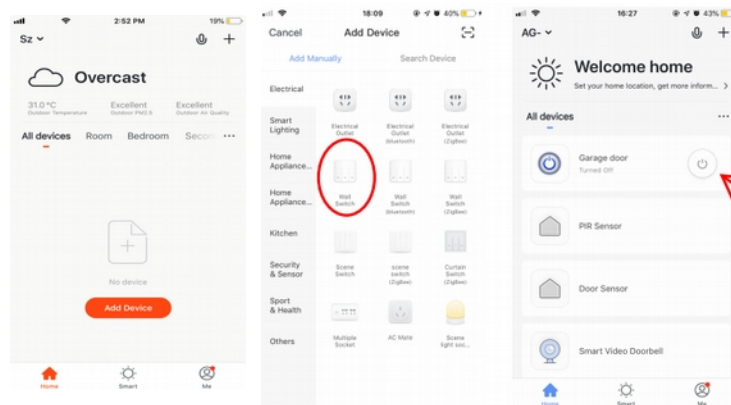 2:52 PM
19%
Sz
Overcast
31.0 °C
Excellent
Excellent
Outdoor Temperature
Outdoor PM2.5
Outdoor Air Quality
All devices Room Bedroom Secon ...
No device
Add Device
Home
Smart
Me
18:09
40%
Cancel
Add Device
Add Manually
Search Device
Electrical
Smart
Lighting
Home
Appliance...
Home
Appliance...
Kitchen
Security
& Sensor
Sport
& Health
Others
Electrical
Outlet
Electrical
Outlet
(bluetooth)
Electrical
Outlet
(ZigBee)
Wall
Switch
Wall
Switch
(bluetooth)
Wall
Switch
(ZigBee)
Scene
Switch
scene
switch
(ZigBee)
Curtain
Switch
(ZigBee)
Multiple
Socket
AC Mate
Scene
light soc...
16:27
43%
AG-
Welcome home
Set your home location, get more inform...
All devices
...
Garage door
Turned Off
PIR Sensor
Door Sensor
Smart Video Doorbell
Home
Smart
Me